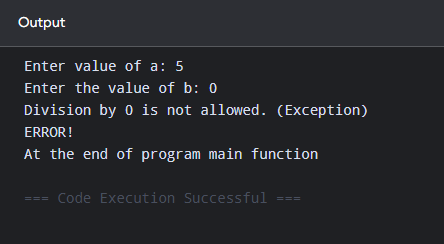 Output
Enter value of a: 5
Enter the value of b: 0
Division by 0 is not allowed. (Exception)
ERROR!
At the end of program main function
=== Code Execution Successful ===